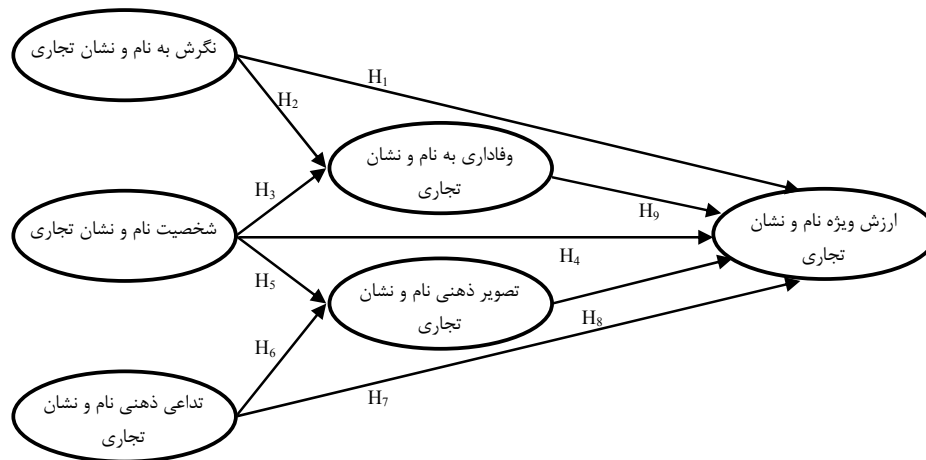 نگرش به نام و نشان تجاری
H₁
H₂
وفاداری به نام و نشان
تجاری
H₃
شخصیت نام و نشان تجاری
H₉
ارزش ویژه نام و نشان
تجاری
H₄
H₅
تصویر ذهنی نام و نشان
تجاری
H₈
H₆
تداعی ذهنی نام و نشان
تجاری
H₇